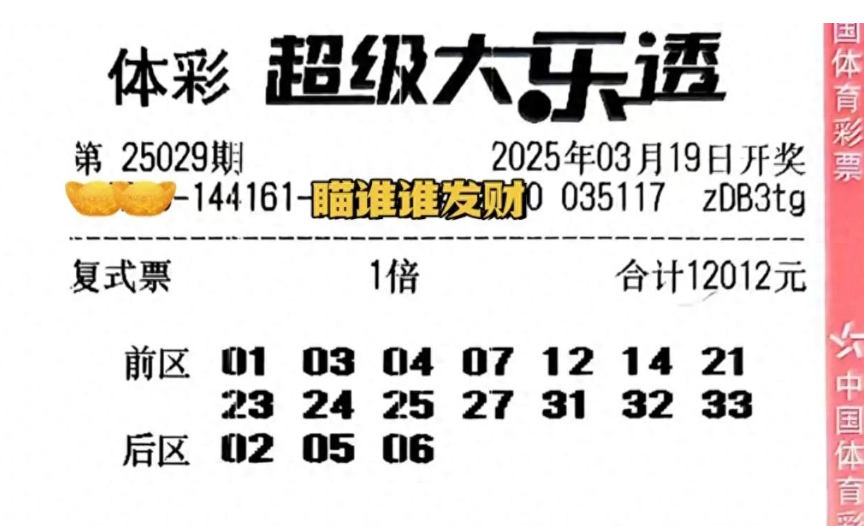 体彩 超级大乐透
第 25029期 2025年03月19日开奖
-144161- 瞄谁谁发财 0 035117 zDB3tg
复式票 1倍 合计12012元
前区 01 03 04 07 12 14 21
23 24 25 27 31 32 33
后区 02 05 06
国体育彩票
中国体育彩